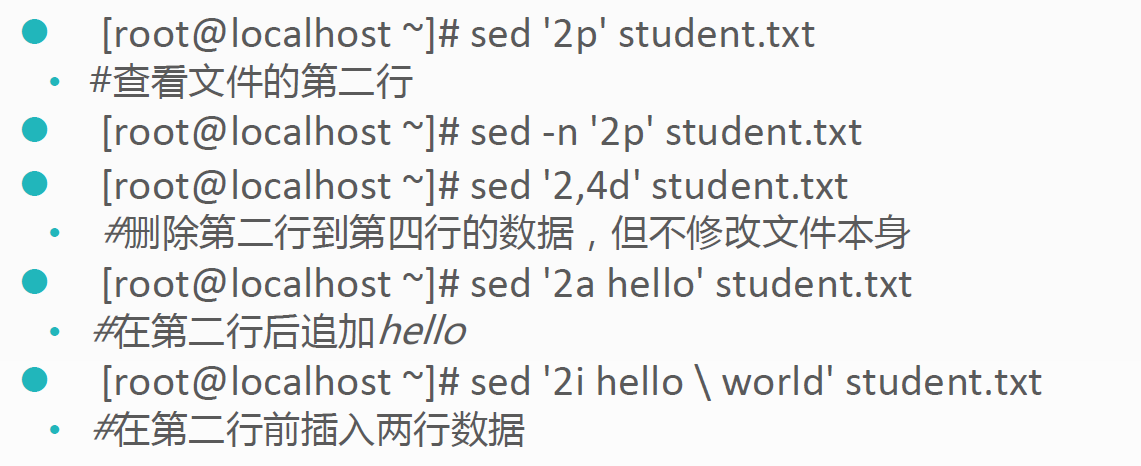 [root@localhost ~]# sed '2p' student.txt
#查看文件的第二行
[root@localhost ~]# sed -n '2p' student.txt
[root@localhost ~]# sed '2,4d' student.txt
#删除第二行到第四行的数据，但不修改文件本身
[root@localhost ~]# sed '2a hello' student.txt
#在第二行后追加hello
[root@localhost ~]# sed '2i hello \ world' student.txt
#在第二行前插入两行数据